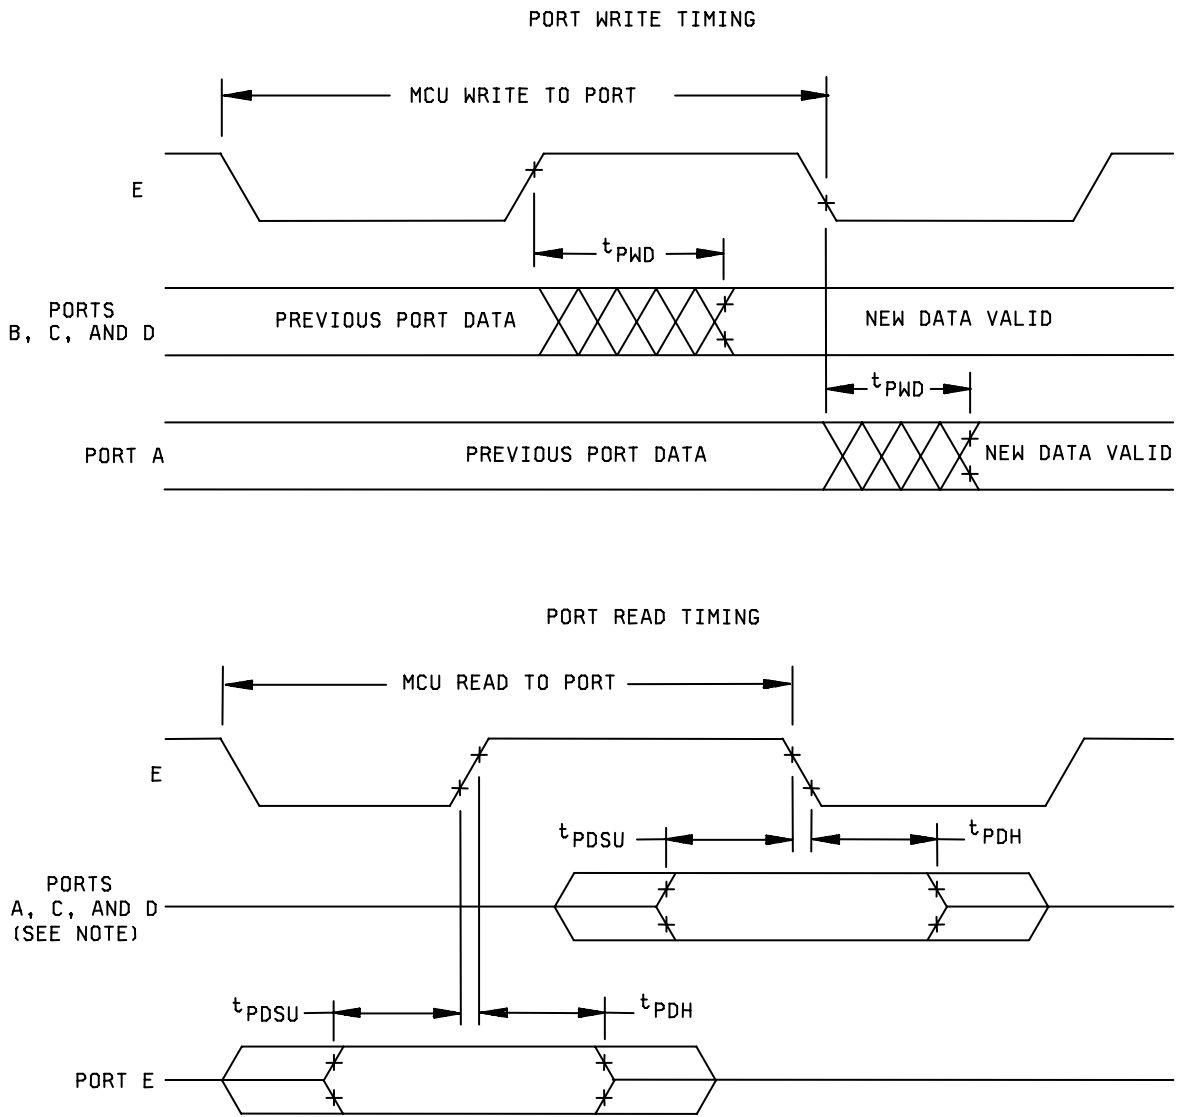 PORT WRITE TIMING
MCU WRITE TO PORT
E
tPWD
PORTS
B, C, AND D
PREVIOUS PORT DATA
NEW DATA VALID
tPWD
PORT A
PREVIOUS PORT DATA
NEW DATA VALID
PORT READ TIMING
MCU READ TO PORT
E
tPDSU
tPDH
PORTS
A, C, AND D
(SEE NOTE)
tPDSU
tPDH
PORT E